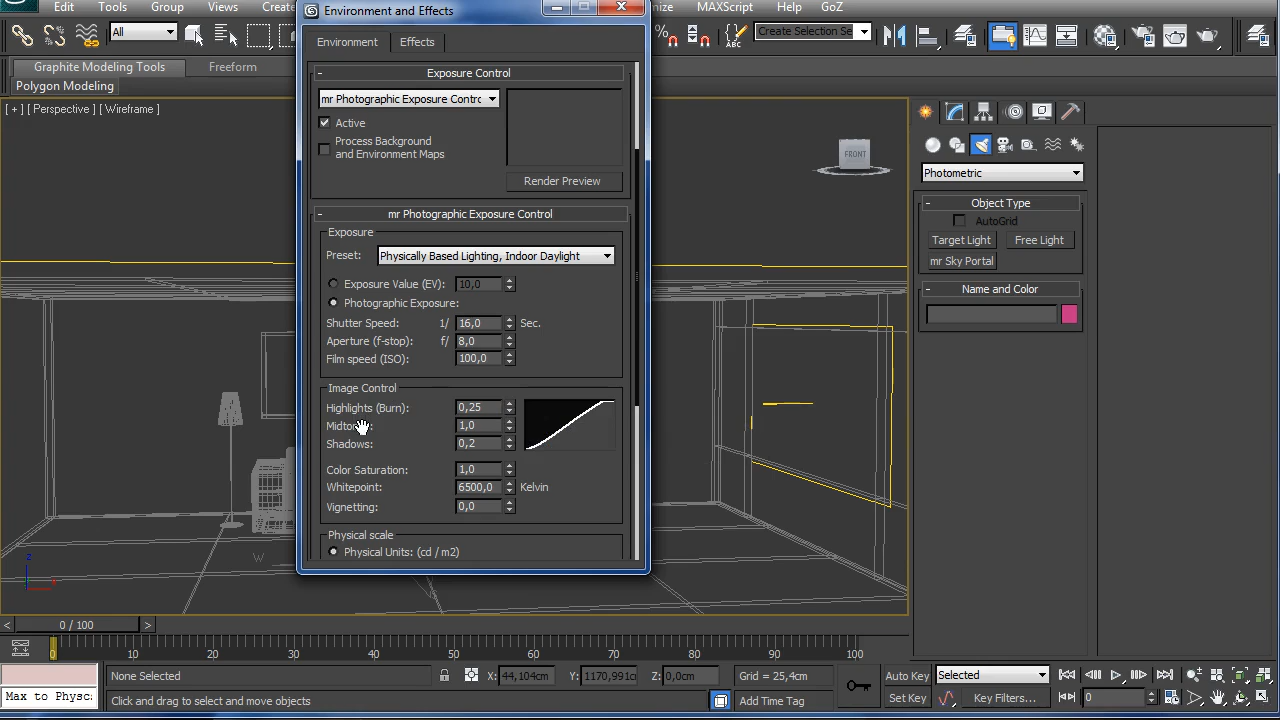 Edit Tools Group Views Create
Environment and Effects
MAXScript Help GoZ
All
Create Selection Se
Graphite Modeling Tools Freeform
Polygon Modeling
Environment Effects
[ + ] [ Perspective ] [ Wireframe ]
- Exposure Control
mr Photographic Exposure Contrc
Active
Process Background
and Environment Maps
Render Preview
FRONT
Photometric
- Object Type
AutoGrid
Target Light Free Light
mr Sky Portal
- Name and Color
- mr Photographic Exposure Control
Exposure
Preset: Physically Based Lighting, Indoor Daylight
Exposure Value (EV): 10,0
Photographic Exposure:
Shutter Speed: 1/ 16,0 Sec.
Aperture (f-stop): f/ 8,0
Film speed (ISO): 100,0
Image Control
Highlights (Burn): 0,25
1,0
Shadows: 0,2
Color Saturation: 1,0
Whitepoint: 6500,0 Kelvin
Vignetting: 0,0
Physical scale
Physical Units: (cd / m2)
< 0 / 100 >
0 10 20 30 40 50 60 70 80 90 100
None Selected X: 44,104cm Y: 1170,991c Z: 0,0cm Grid = 25,4cm Auto Key Selected
Max to Physc Click and drag to select and move objects Add Time Tag Set Key Key Filters... 0